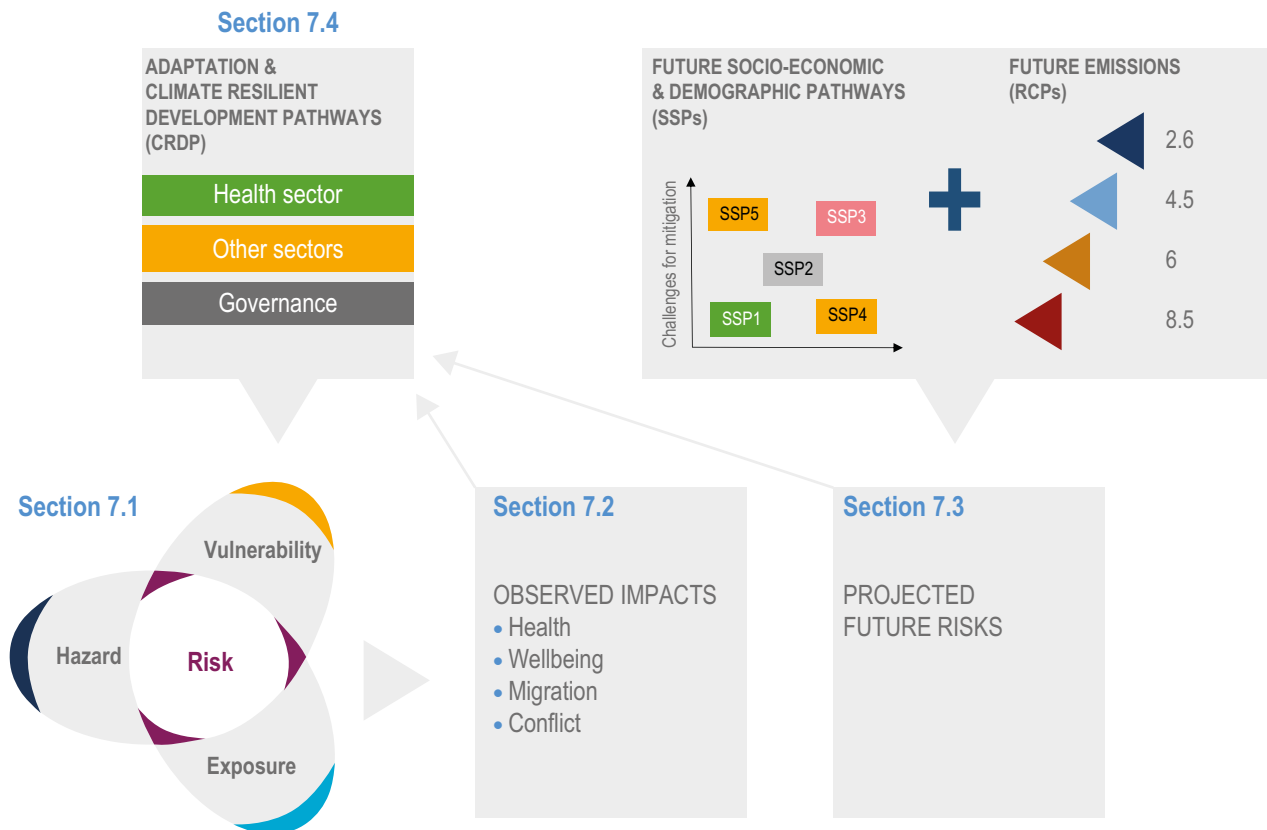 Section 7.4
ADAPTATION &
CLIMATE RESILIENT
DEVELOPMENT PATHWAYS
(CRDP)
Health sector
Other sectors
Governance
FUTURE SOCIO-ECONOMIC
& DEMOGRAPHIC PATHWAYS
(SSPs)
Challenges for mitigation
SSP5
SSP3
SSP2
SSP1
SSP4
FUTURE EMISSIONS
(RCPs)
2.6
4.5
6
8.5
Section 7.1
Vulnerability
Hazard
Risk
Exposure
Section 7.2
OBSERVED IMPACTS
• Health
• Wellbeing
• Migration
• Conflict
Section 7.3
PROJECTED
FUTURE RISKS